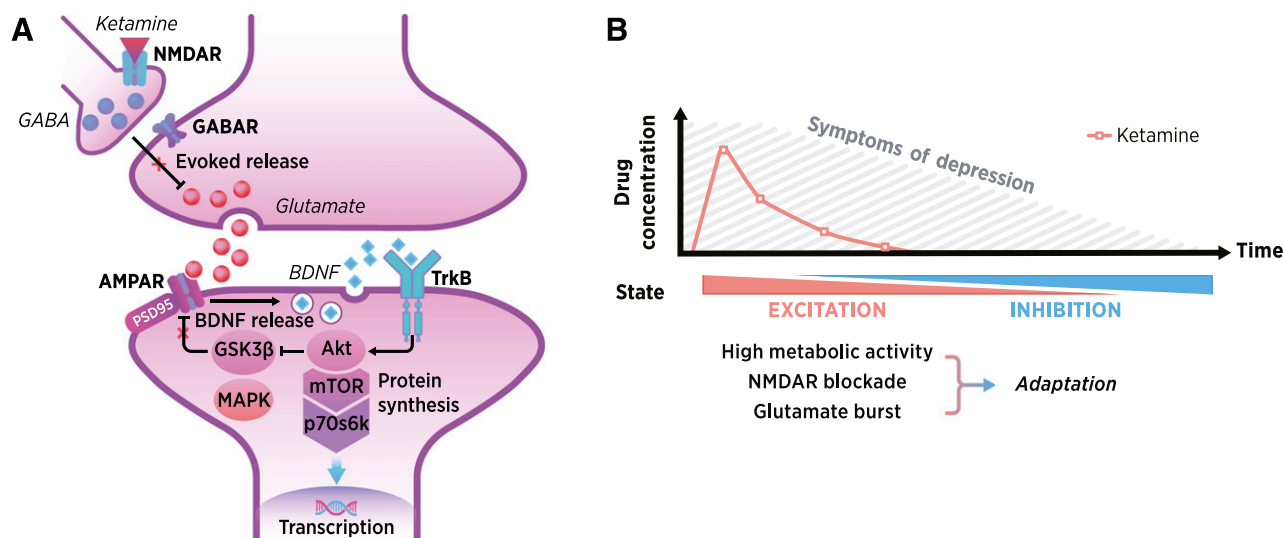 A
Ketamine
NMDAR
GABA
GABAR
Evoked release
Glutamate
BDNF
AMPAR
TrkB
PSD95
BDNF release
GSK3β
Akt
MAPK
mTOR
Protein
synthesis
p70s6k
Transcription
B
Drug
concentration
Symptoms of depression
Ketamine
Time
State
EXCITATION
INHIBITION
High metabolic activity
NMDAR blockade
Glutamate burst
Adaptation